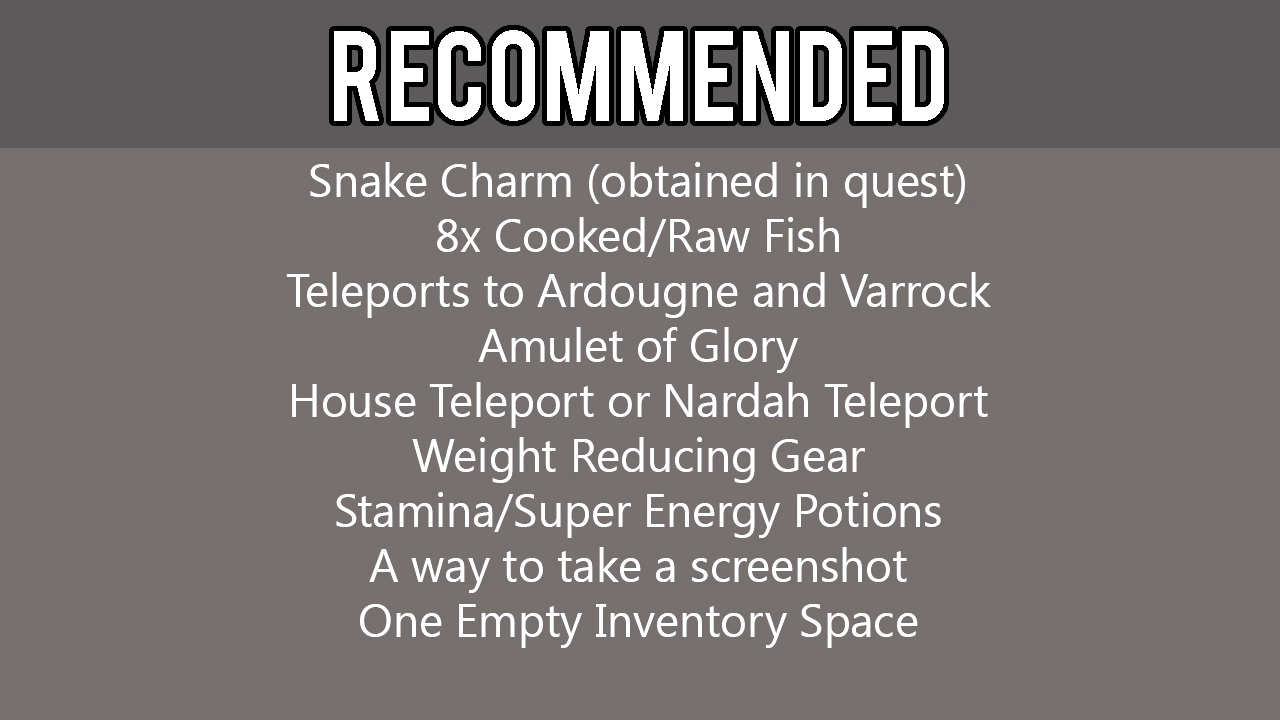 RECOMMENDED
Snake Charm (obtained in quest)
8x Cooked/Raw Fish
Teleports to Ardougne and Varrock
Amulet of Glory
House Teleport or Nardah Teleport
Weight Reducing Gear
Stamina/Super Energy Potions
A way to take a screenshot
One Empty Inventory Space